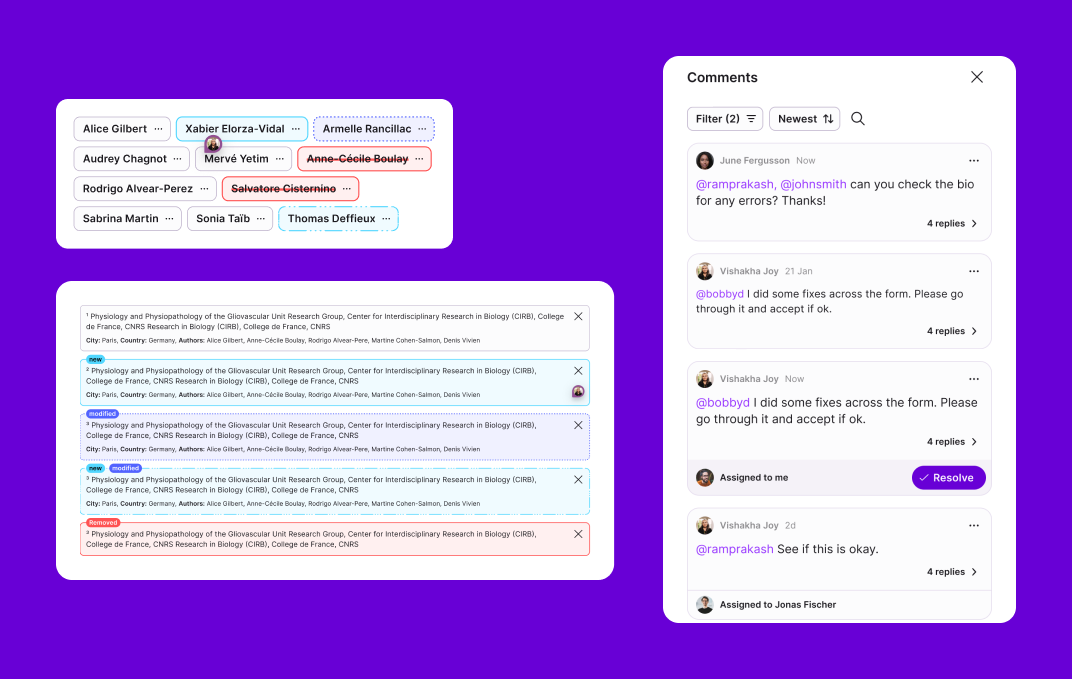 Alice Gilbert ···
Xabier Elorza-Vidal ···
Armelle Rancillac ···
Audrey Chagnot ···
Mervé Yetim ···
Anne-Cécile Boulay ···
Rodrigo Alvear-Perez ···
Salvatore Cisternino ···
Sabrina Martin ···
Sonia Taïb ···
Thomas Deffieux ···
¹ Physiology and Physiopathology of the Gliovascular Unit Research Group, Center for Interdisciplinary Research in Biology (CIRB), College
de France, CNRS Research in Biology (CIRB), College de France, CNRS
City: Paris, Country: Germany, Authors: Alice Gilbert, Anne-Cécile Boulay, Rodrigo Alvear-Pere, Martine Cohen-Salmon, Denis Vivien
new
² Physiology and Physiopathology of the Gliovascular Unit Research Group, Center for Interdisciplinary Research in Biology (CIRB),
College de France, CNRS Research in Biology (CIRB), College de France, CNRS
City: Paris, Country: Germany, Authors: Alice Gilbert, Anne-Cécile Boulay, Rodrigo Alvear-Pere, Martine Cohen-Salmon, Denis Vivien
modified
³ Physiology and Physiopathology of the Gliovascular Unit Research Group, Center for Interdisciplinary Research in Biology (CIRB),
College de France, CNRS Research in Biology (CIRB), College de France, CNRS
City: Paris, Country: Germany, Authors: Alice Gilbert, Anne-Cécile Boulay, Rodrigo Alvear-Pere, Martine Cohen-Salmon, Denis Vivien
new modified
³ Physiology and Physiopathology of the Gliovascular Unit Research Group, Center for Interdisciplinary Research in Biology (CIRB),
College de France, CNRS Research in Biology (CIRB), College de France, CNRS
City: Paris, Country: Germany, Authors: Alice Gilbert, Anne-Cécile Boulay, Rodrigo Alvear-Pere, Martine Cohen-Salmon, Denis Vivien
Removed
³ Physiology and Physiopathology of the Gliovascular Unit Research Group, Center for Interdisciplinary Research in Biology (CIRB),
College de France, CNRS Research in Biology (CIRB), College de France, CNRS
Comments
Filter (2)
Newest
June Fergusson Now
@ramprakash, @johnsmith can you check the bio
for any errors? Thanks!
4 replies
Vishakha Joy 21 Jan
@bobbyd I did some fixes across the form. Please go
through it and accept if ok.
4 replies
Vishakha Joy Now
@bobbyd I did some fixes across the form. Please
go through it and accept if ok.
4 replies
Assigned to me
Resolve
Vishakha Joy 2d
@ramprakash See if this is okay.
4 replies
Assigned to Jonas Fischer